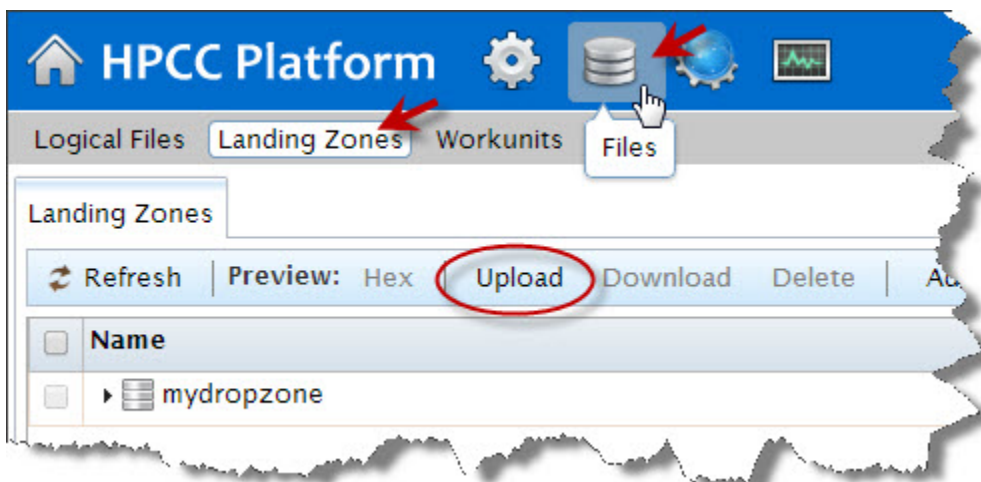 HPCC Platform
Logical Files Landing Zones Workunits Files
Landing Zones
Refresh Preview: Hex Upload Download Delete
Name
mydropzone